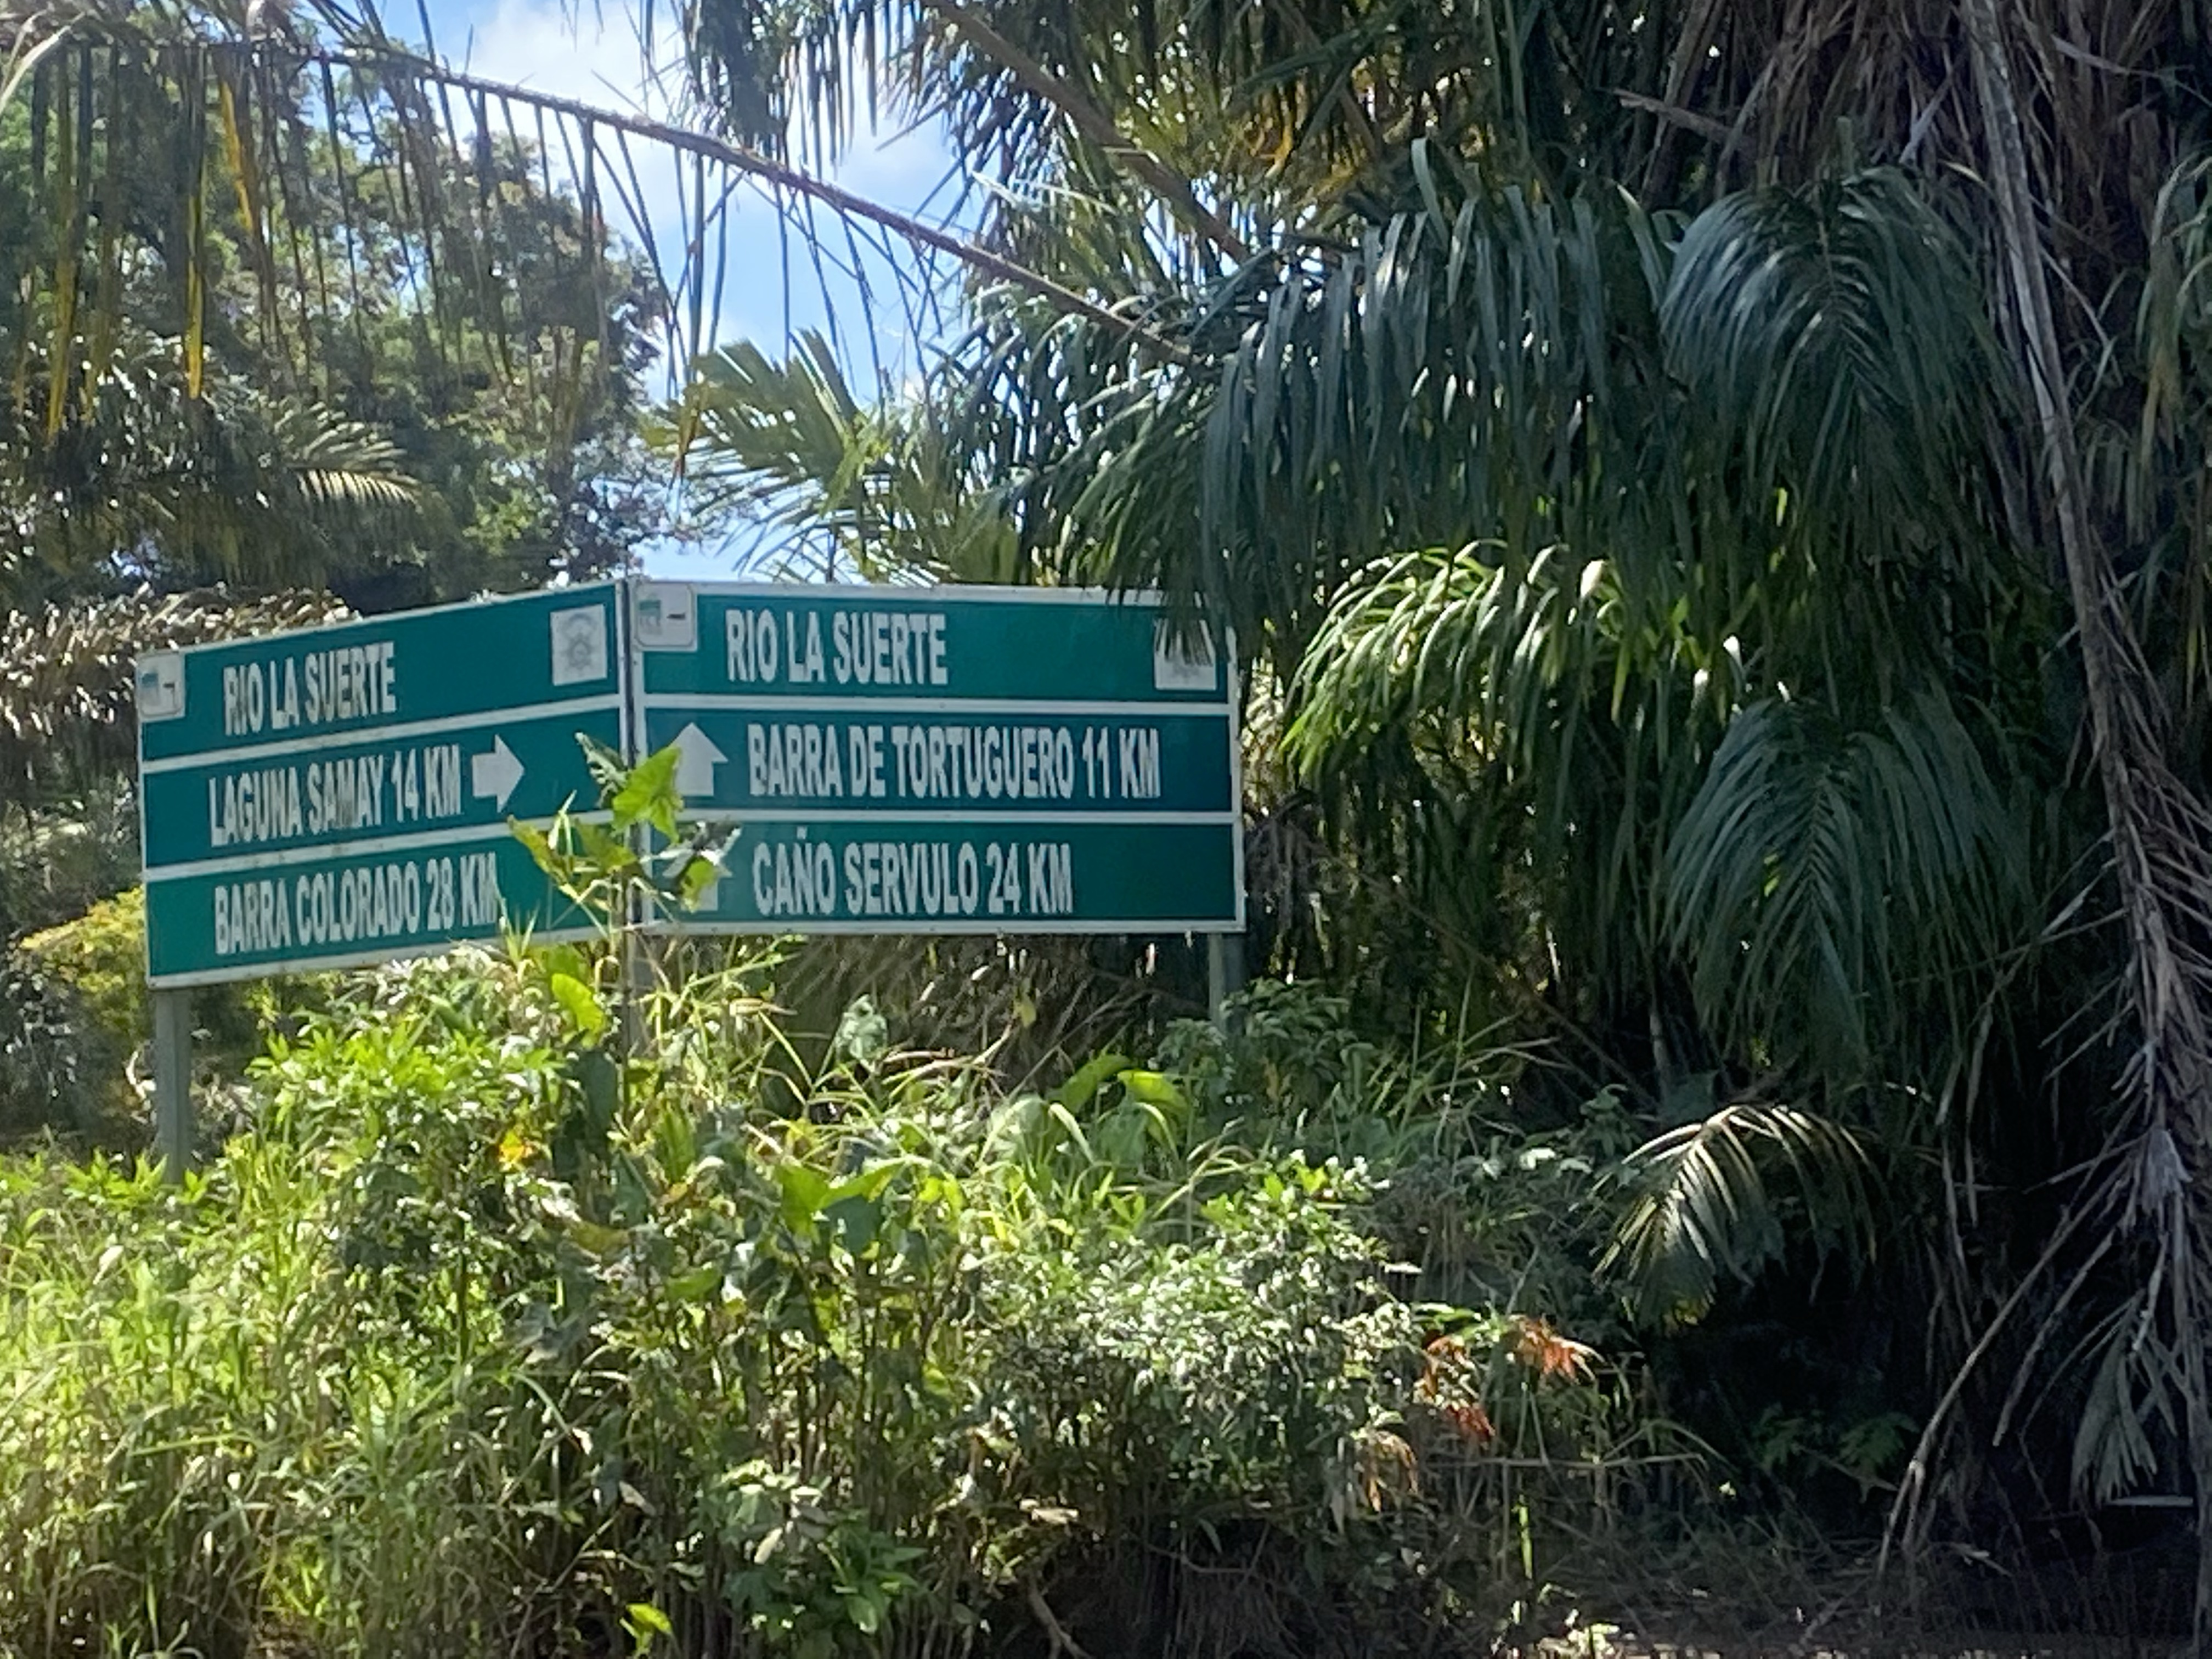 RIO LA SUERTE
LAGUNA SAMAY 14 KM
BARRA COLORADO 28 KM
RIO LA SUERTE
BARRA DE TORTUGUERO 11 KM
CAÑO SERVULO 24 KM